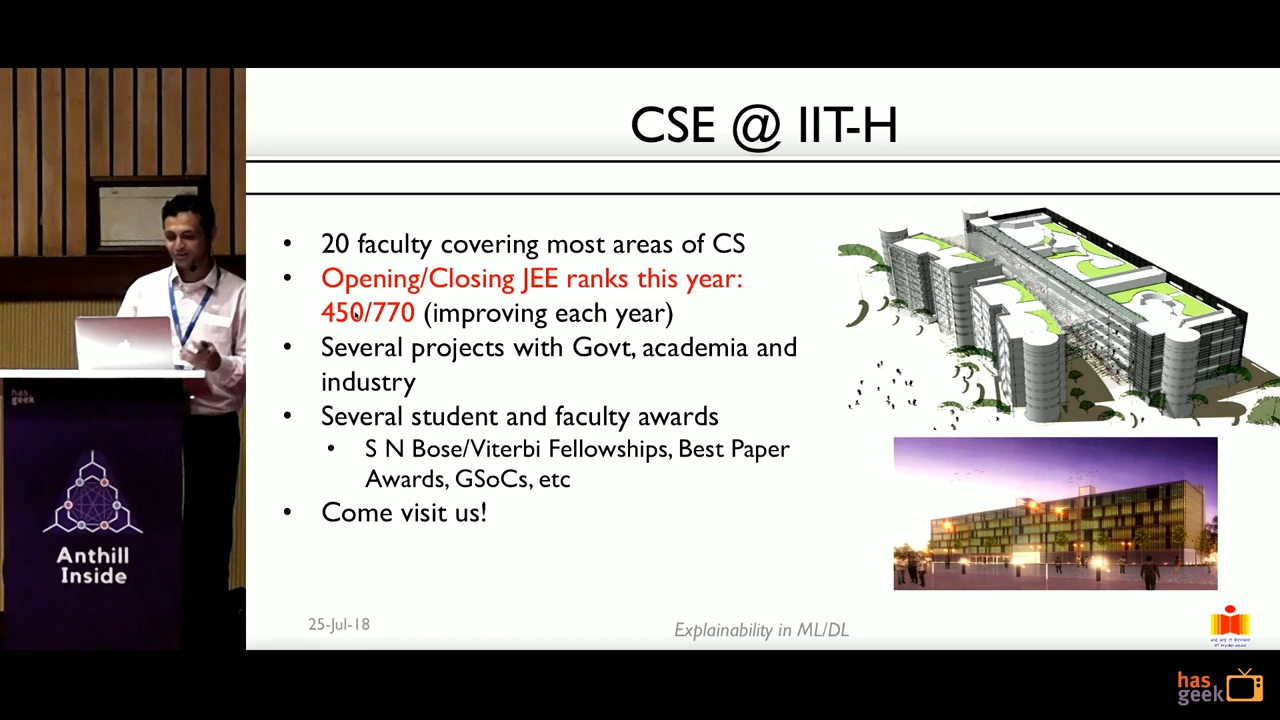 CSE @ IIT-H
• 20 faculty covering most areas of CS
• Opening/Closing JEE ranks this year:
450/770 (improving each year)
• Several projects with Govt, academia and
industry
• Several student and faculty awards
• S N Bose/Viterbi Fellowships, Best Paper
Awards, GSoCs, etc
• Come visit us!
25-Jul-18
Explainability in ML/DL
has
geek
Anthill
Inside
has
geek